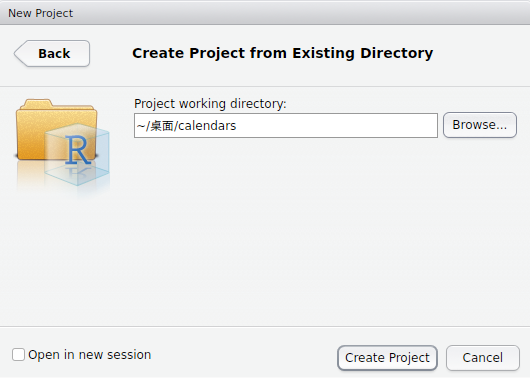 New Project
Back
Create Project from Existing Directory
Project working directory:
~/桌面/calendars
Browse...
R
Open in new session
Create Project
Cancel